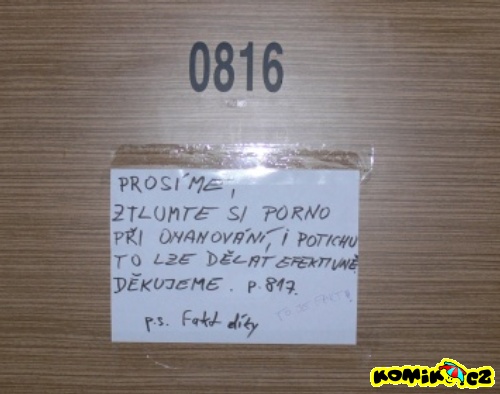 0816
PROSÍME,
ZTLUMTE SI PORNO
PŘI ONANOVÁNÍ, I POTICHU
TO LZE DĚLAT EFEKTIVNĚ.
DĚKUJEME. p.817
p.s. Fakt díky
KOMIK.CZ